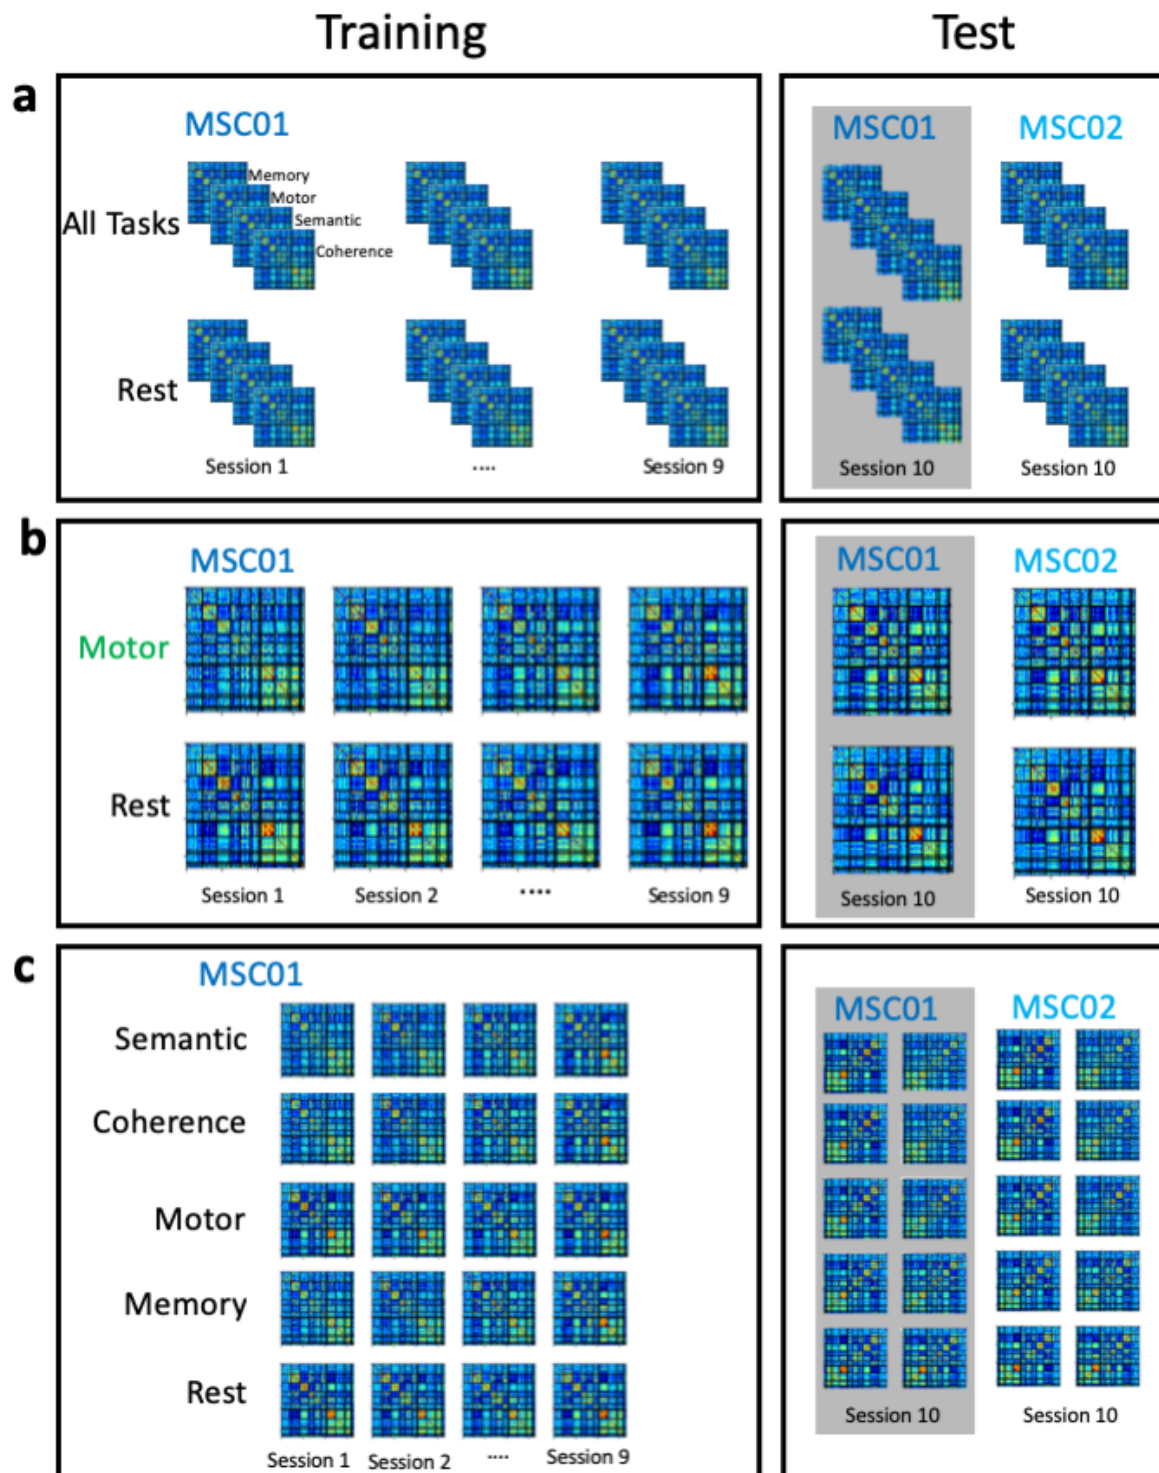 Training
Test
a
MSC01
Memory
Motor
Semantic
Coherence
All Tasks
Rest
Session 1
....
Session 9
MSC01
MSC02
Session 10
Session 10
b
MSC01
Motor
Rest
Session 1
Session 2
....
Session 9
MSC01
MSC02
Session 10
Session 10
c
MSC01
Semantic
Coherence
Motor
Memory
Rest
Session 1
Session 2
....
Session 9
MSC01
MSC02
Session 10
Session 10